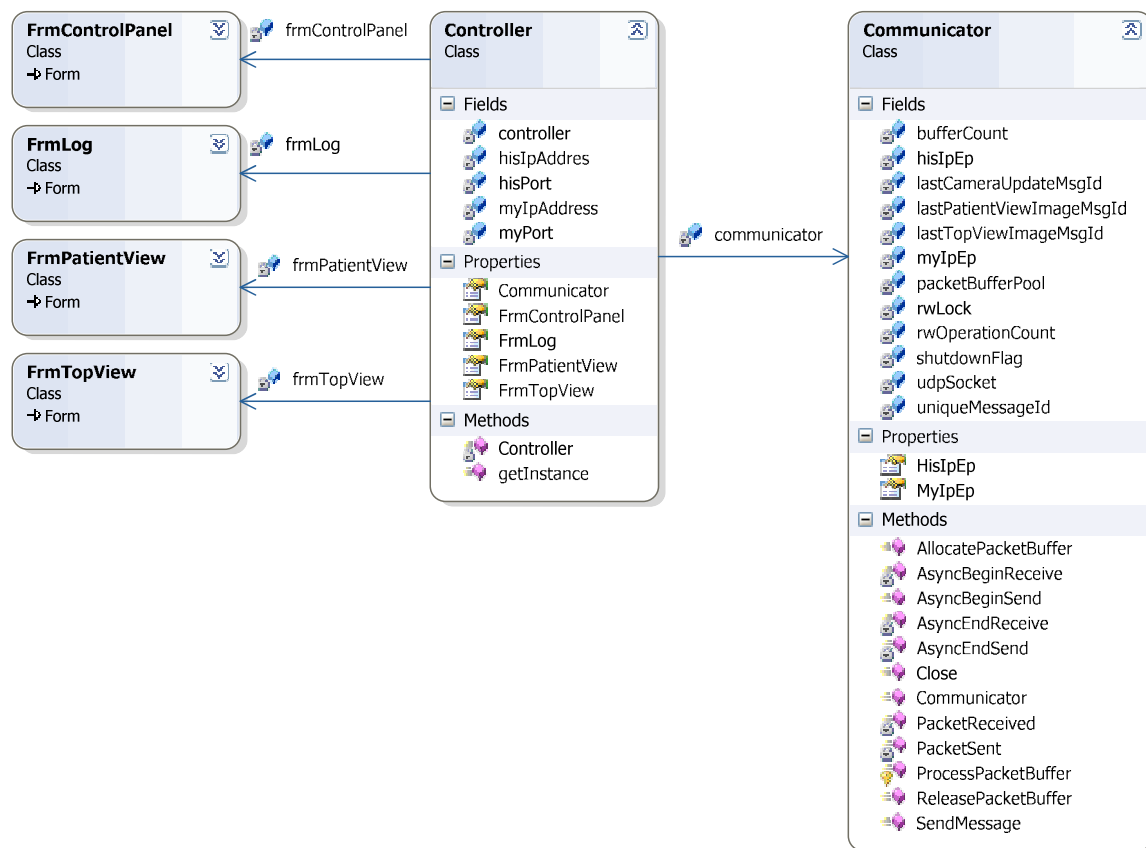 FrmControlPanel
Class
Form
frmControlPanel
FrmLog
Class
Form
frmLog
FrmPatientView
Class
Form
frmPatientView
FrmTopView
Class
Form
frmTopView
Controller
Class
Fields
controller
hisIpAddres
hisPort
myIpAddress
myPort
Properties
Communicator
FrmControlPanel
FrmLog
FrmPatientView
FrmTopView
Methods
Controller
getInstance
communicator
Communicator
Class
Fields
bufferCount
hisIpEp
lastCameraUpdateMsgId
lastPatientViewImageMsgId
lastTopViewImageMsgId
myIpEp
packetBufferPool
rwLock
rwOperationCount
shutdownFlag
udpSocket
uniqueMessageId
Properties
HisIpEp
MyIpEp
Methods
AllocatePacketBuffer
AsyncBeginReceive
AsyncBeginSend
AsyncEndReceive
AsyncEndSend
Close
Communicator
PacketReceived
PacketSent
ProcessPacketBuffer
ReleasePacketBuffer
SendMessage